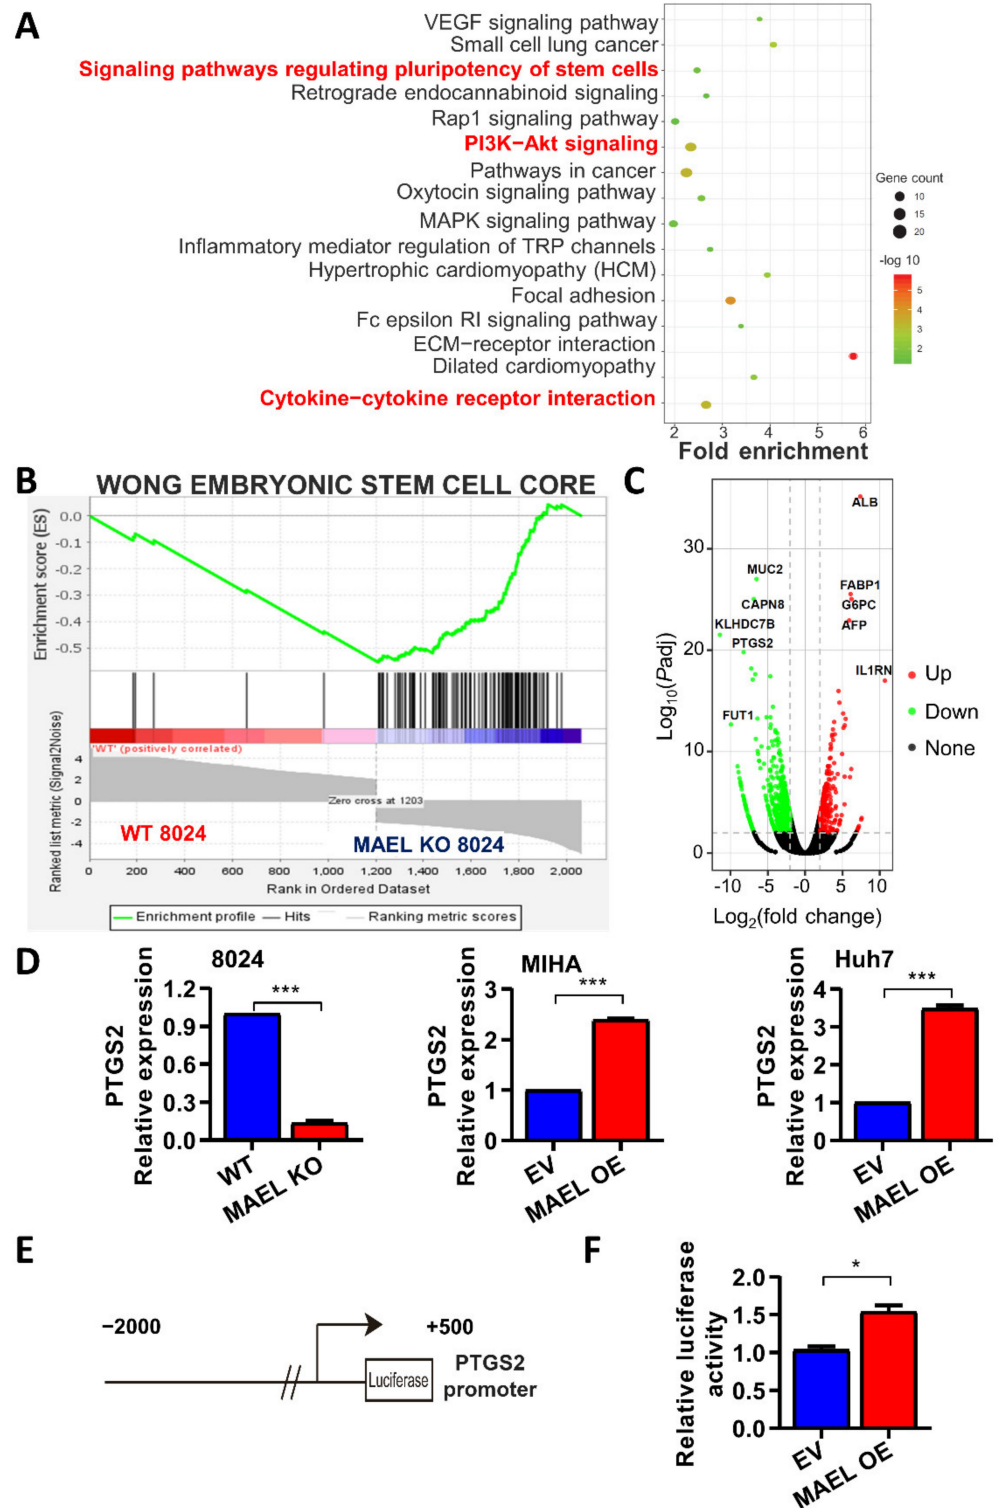 A
VEGF signaling pathway
Small cell lung cancer
Signaling pathways regulating pluripotency of stem cells
Retrograde endocannabinoid signaling
Rap1 signaling pathway
PI3K−Akt signaling
Pathways in cancer
Oxytocin signaling pathway
MAPK signaling pathway
Inflammatory mediator regulation of TRP channels
Hypertrophic cardiomyopathy (HCM)
Focal adhesion
Fc epsilon RI signaling pathway
ECM−receptor interaction
Dilated cardiomyopathy
Cytokine−cytokine receptor interaction
2 3 4 5 6
Fold enrichment
Gene count
10
15
20
-log 10
5
4
3
2
B
WONG EMBRYONIC STEM CELL CORE
Enrichment score (ES)
0.0
-0.1
-0.2
-0.3
-0.4
-0.5
Ranked list metric (Signal2Noise)
'WT' (positively correlated)
4
2
0
-2
-4
Zero cross at 1203
WT 8024
MAEL KO 8024
0 200 400 600 800 1,000 1,200 1,400 1,600 1,800 2,000
Rank in Ordered Dataset
Enrichment profile Hits Ranking metric scores
C
Log10(Padj)
30
20
10
0
ALB
MUC2
FABP1
CAPN8
G6PC
KLHDC7B
AFP
PTGS2
IL1RN
FUT1
-10 -5 -0 5 10
Log2(fold change)
Up
Down
None
D
8024
PTGS2
Relative expression
1.2
0.9
0.6
0.3
0.0
***
WT
MAEL KO
MIHA
PTGS2
Relative expression
3
2
1
0
***
EV
MAEL OE
Huh7
PTGS2
Relative expression
4
3
2
1
0
***
EV
MAEL OE
E
−2000
+500
Luciferase
PTGS2
promoter
F
Relative luciferase
activity
2.0
1.5
1.0
0.5
0.0
*
EV
MAEL OE